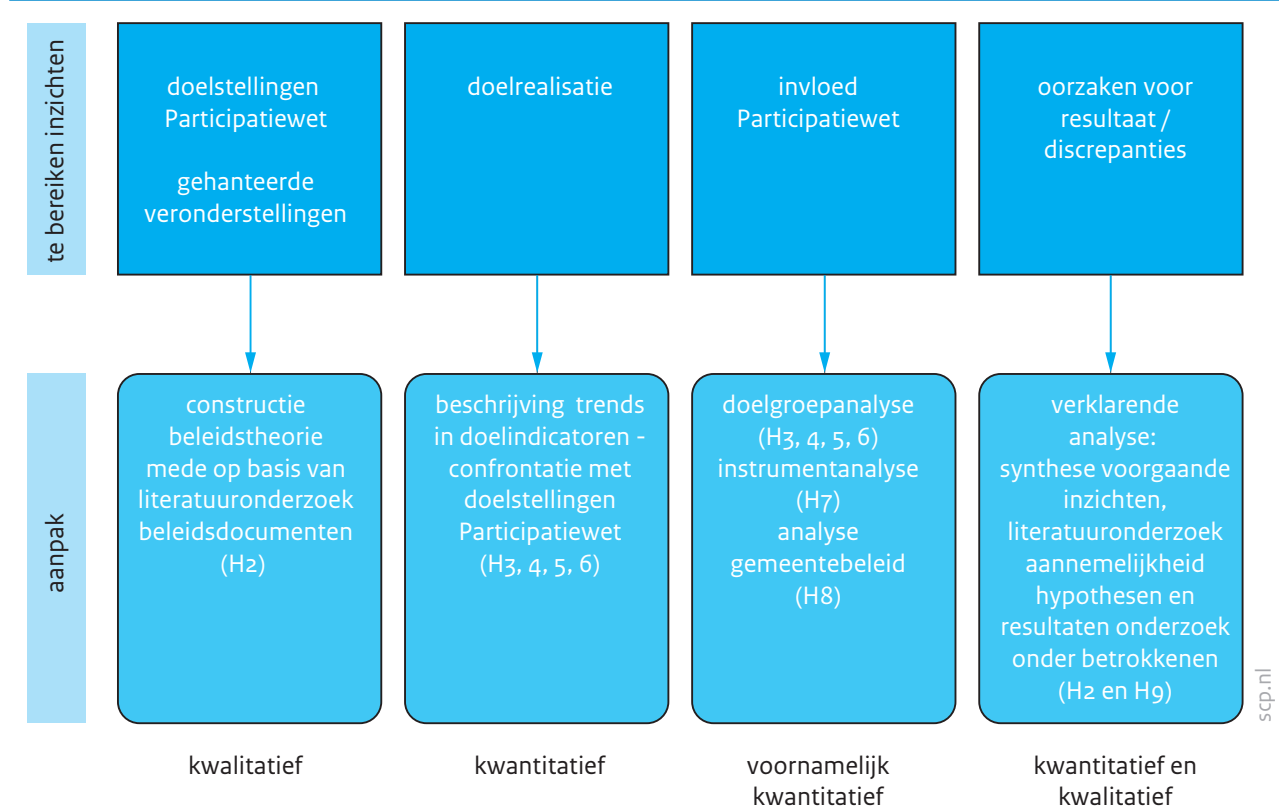 te bereiken inzichten
doelstellingen
Participatiewet
gehanteerde
veronderstellingen
doelrealisatie
invloed
Participatiewet
oorzaken voor
resultaat /
discrepanties
aanpak
constructie
beleidstheorie
mede op basis van
literatuuronderzoek
beleidsdocumenten
(H2)
beschrijving trends
in doelindicatoren -
confrontatie met
doelstellingen
Participatiewet
(H3, 4, 5, 6)
doelgroepanalyse
(H3, 4, 5, 6)
instrumentanalyse
(H7)
analyse
gemeentebeleid
(H8)
verklarende
analyse:
synthese voorgaande
inzichten,
literatuuronderzoek
aannemelijkheid
hypothesen en
resultaten onderzoek
onder betrokkenen
(H2 en H9)
kwalitatief
kwantitatief
voornamelijk
kwantitatief
kwantitatief en
kwalitatief
scp.nl